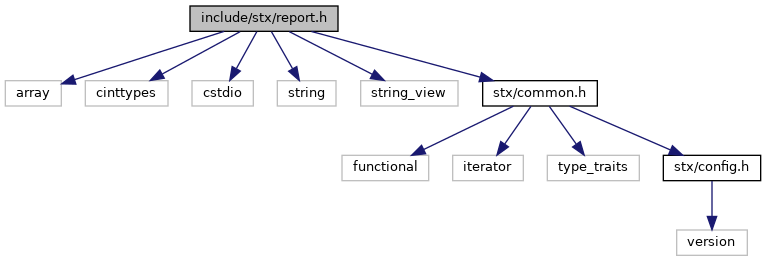 include/stx/report.h
array
cinttypes
cstdio
string
string_view
stx/common.h
functional
iterator
type_traits
stx/config.h
version